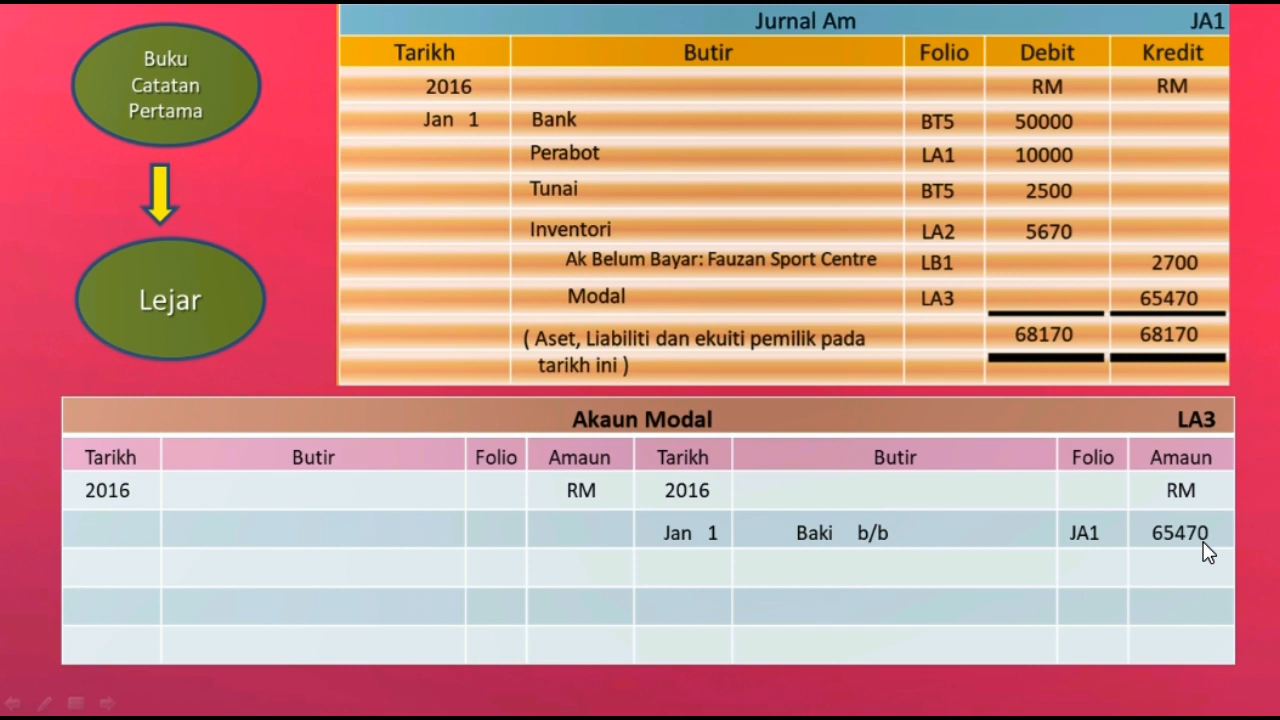 Buku
Catatan
Pertama
Lejar
Jurnal Am JA1
Tarikh Butir Folio Debit Kredit
2016 RM RM
Jan 1 Bank BT5 50000
Perabot LA1 10000
Tunai BT5 2500
Inventori LA2 5670
Ak Belum Bayar: Fauzan Sport Centre LB1 2700
Modal LA3 65470
( Aset, Liabiliti dan ekuiti pemilik pada 68170 68170
tarikh ini )
Akaun Modal LA3
Tarikh Butir Folio Amaun Tarikh Butir Folio Amaun
2016 RM 2016 RM
Jan 1 Baki b/b JA1 65470